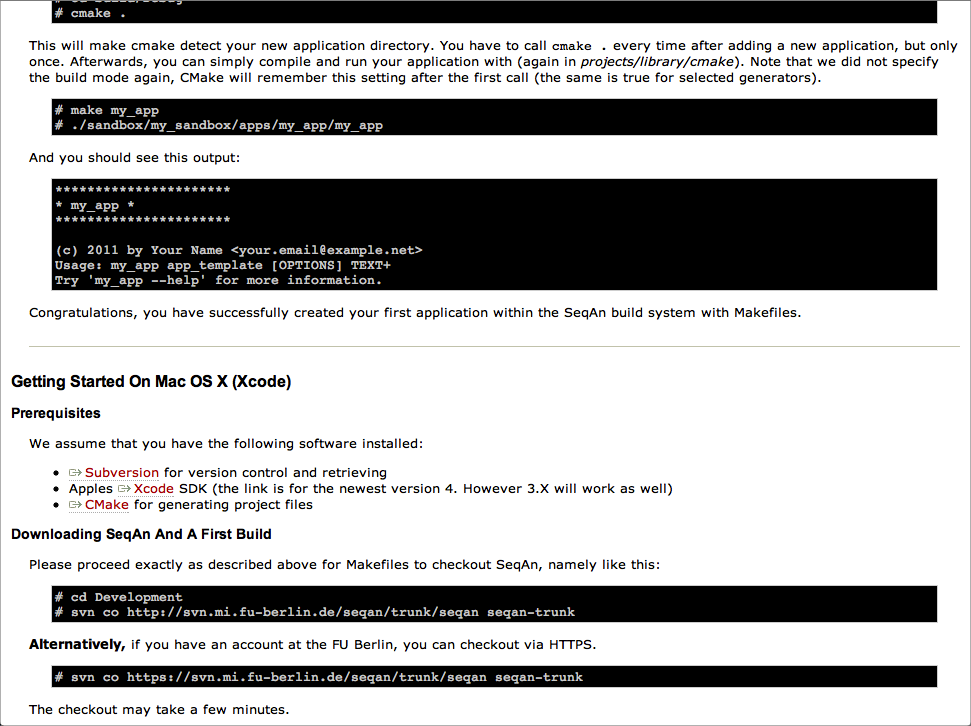 # cmake .
This will make cmake detect your new application directory. You have to call cmake . every time after adding a new application, but only
once. Afterwards, you can simply compile and run your application with (again in projects/library/cmake). Note that we did not specify
the build mode again, CMake will remember this setting after the first call (the same is true for selected generators).
# make my_app
# ./sandbox/my_sandbox/apps/my_app/my_app
And you should see this output:
**********************
* my_app *
**********************
(c) 2011 by Your Name <your.email@example.net>
Usage: my_app app_template [OPTIONS] TEXT+
Try 'my_app --help' for more information.
Congratulations, you have successfully created your first application within the SeqAn build system with Makefiles.
Getting Started On Mac OS X (Xcode)
Prerequisites
We assume that you have the following software installed:
• Subversion for version control and retrieving
• Apples Xcode SDK (the link is for the newest version 4. However 3.X will work as well)
• CMake for generating project files
Downloading SeqAn And A First Build
Please proceed exactly as described above for Makefiles to checkout SeqAn, namely like this:
# cd Development
# svn co http://svn.mi.fu-berlin.de/seqan/trunk/seqan seqan-trunk
Alternatively, if you have an account at the FU Berlin, you can checkout via HTTPS.
# svn co https://svn.mi.fu-berlin.de/seqan/trunk/seqan seqan-trunk
The checkout may take a few minutes.